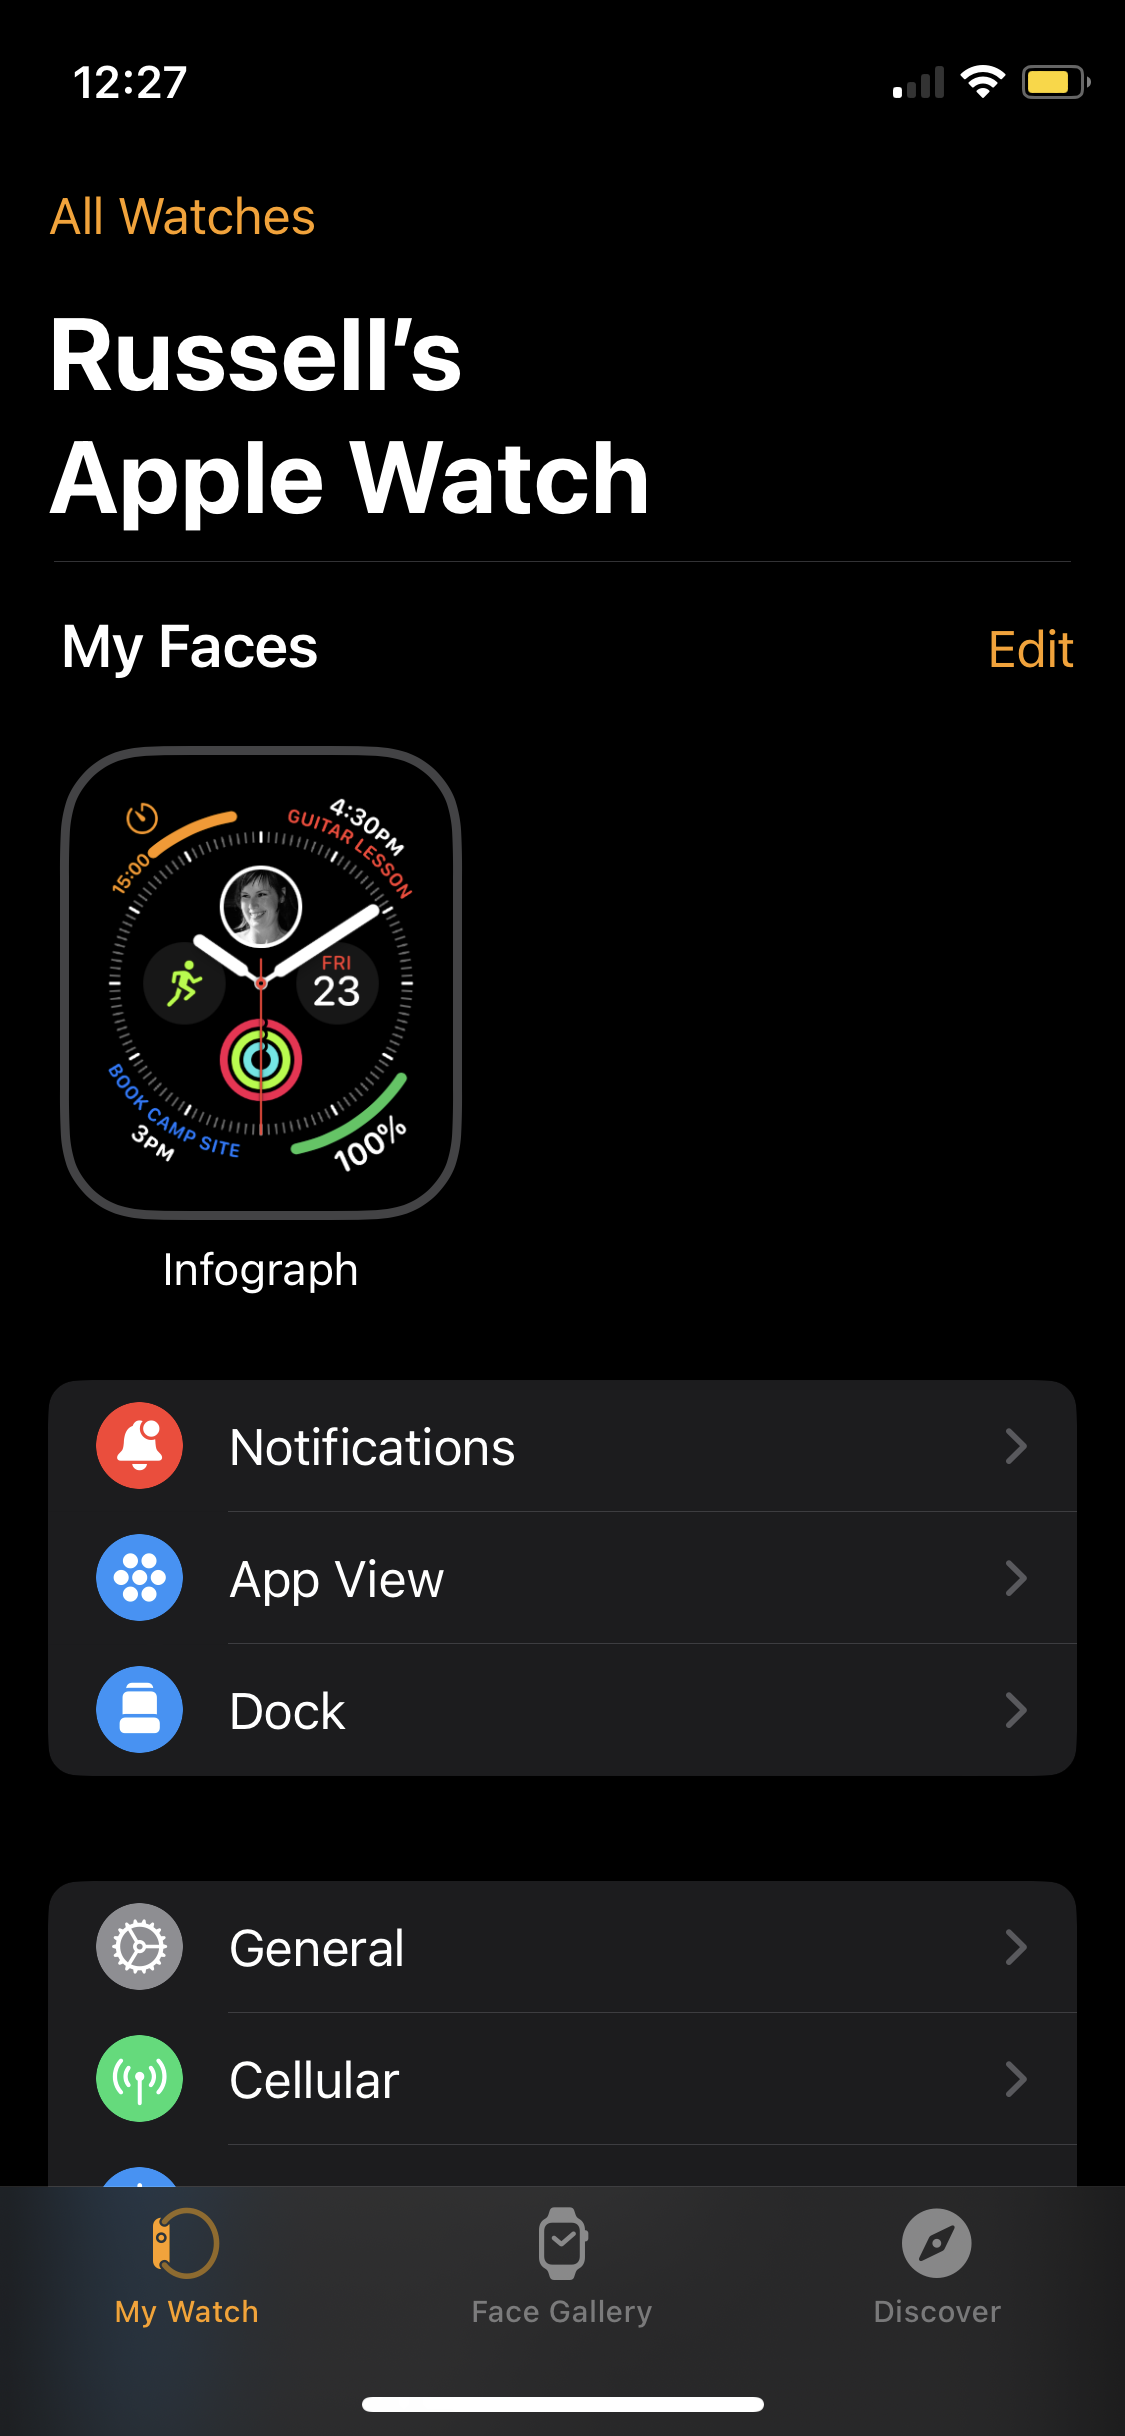 12:27
All Watches
Russell’s
Apple Watch
My Faces
Edit
15:00
4:30PM
GUITAR LESSON
FRI
23
BOOK CAMP SITE
3PM
100%
Infograph
Notifications
App View
Dock
General
Cellular
My Watch
Face Gallery
Discover